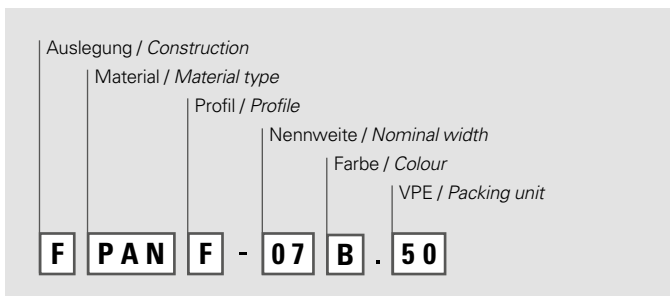 Auslegung / Construction
Material / Material type
Profil / Profile
Nennweite / Nominal width
Farbe / Colour
VPE / Packing unit
F PAN F - 07 B . 50